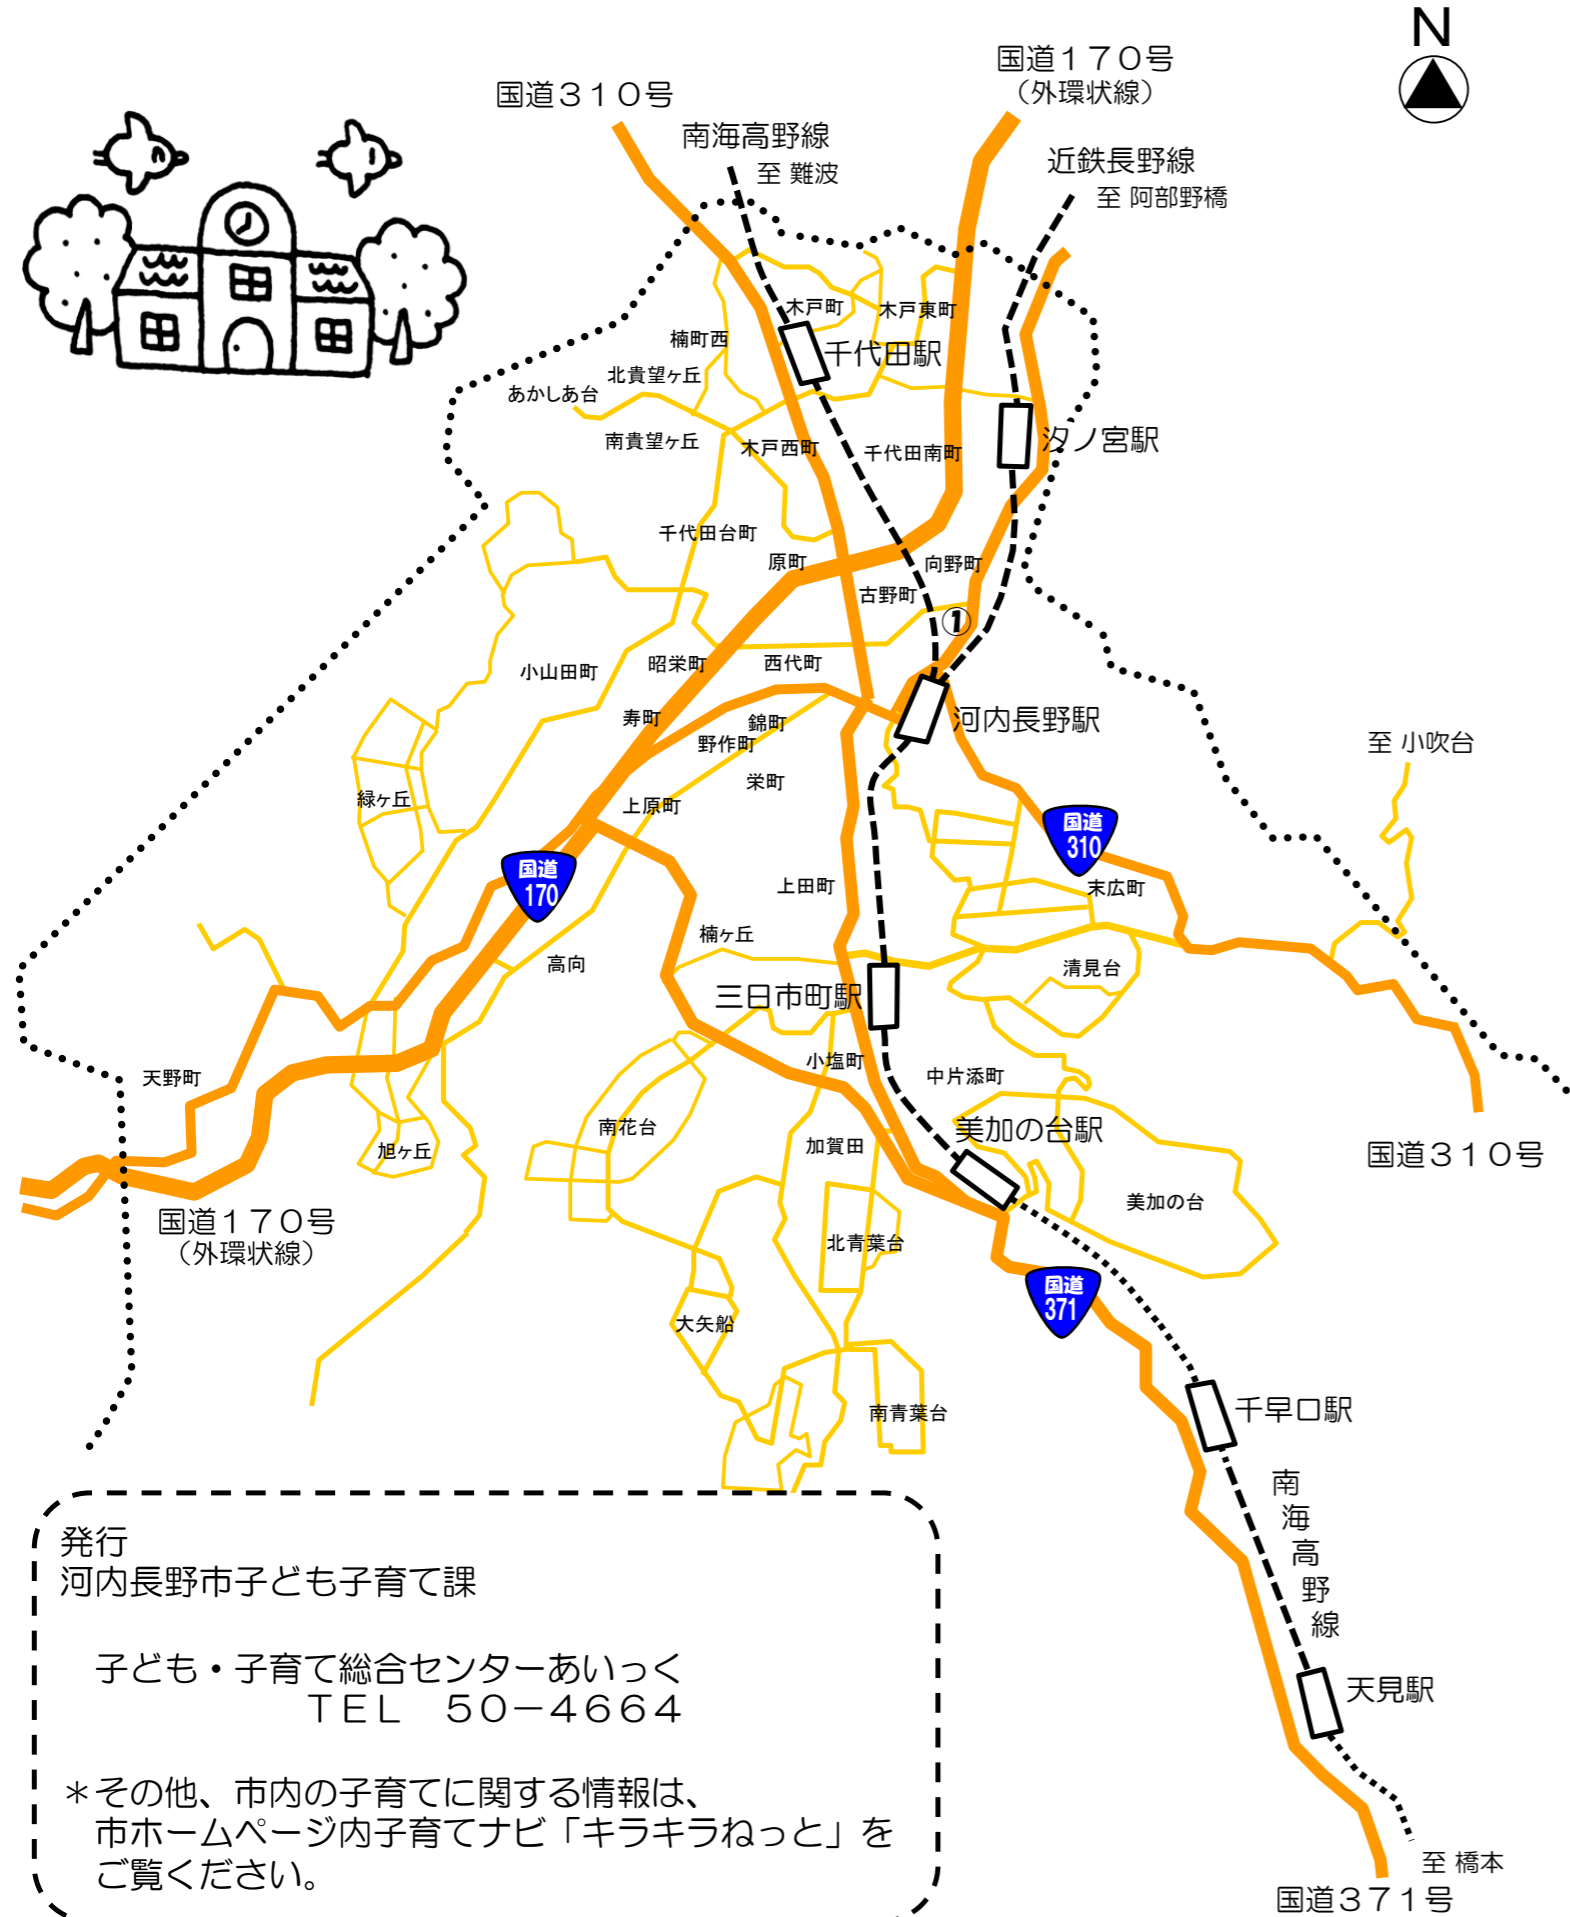 N
国道３１０号
国道１７０号
（外環状線）
南海高野線
至 難波
近鉄長野線
至 阿部野橋
木戸町
木戸東町
楠町西
千代田駅
北貴望ヶ丘
あかしあ台
南貴望ヶ丘
木戸西町
千代田南町
汐ノ宮駅
千代田台町
原町
向野町
古野町
①
小山田町
昭栄町
西代町
寿町
錦町
野作町
河内長野駅
至 小吹台
栄町
緑ヶ丘
上原町
国道
310
国道
170
上田町
末広町
楠ヶ丘
高向
清見台
三日市町駅
天野町
小塩町
中片添町
南花台
加賀田
美加の台駅
旭ヶ丘
国道３１０号
美加の台
国道１７０号
（外環状線）
北青葉台
国道
371
大矢船
南青葉台
千早口駅
南海高野線
天見駅
至 橋本
国道３７１号
発行
河内長野市子ども子育て課
子ども・子育て総合センターあいっく
ＴＥＬ　５０－４６６４
＊その他、市内の子育てに関する情報は、
市ホームページ内子育てナビ「キラキラねっと」を
ご覧ください。